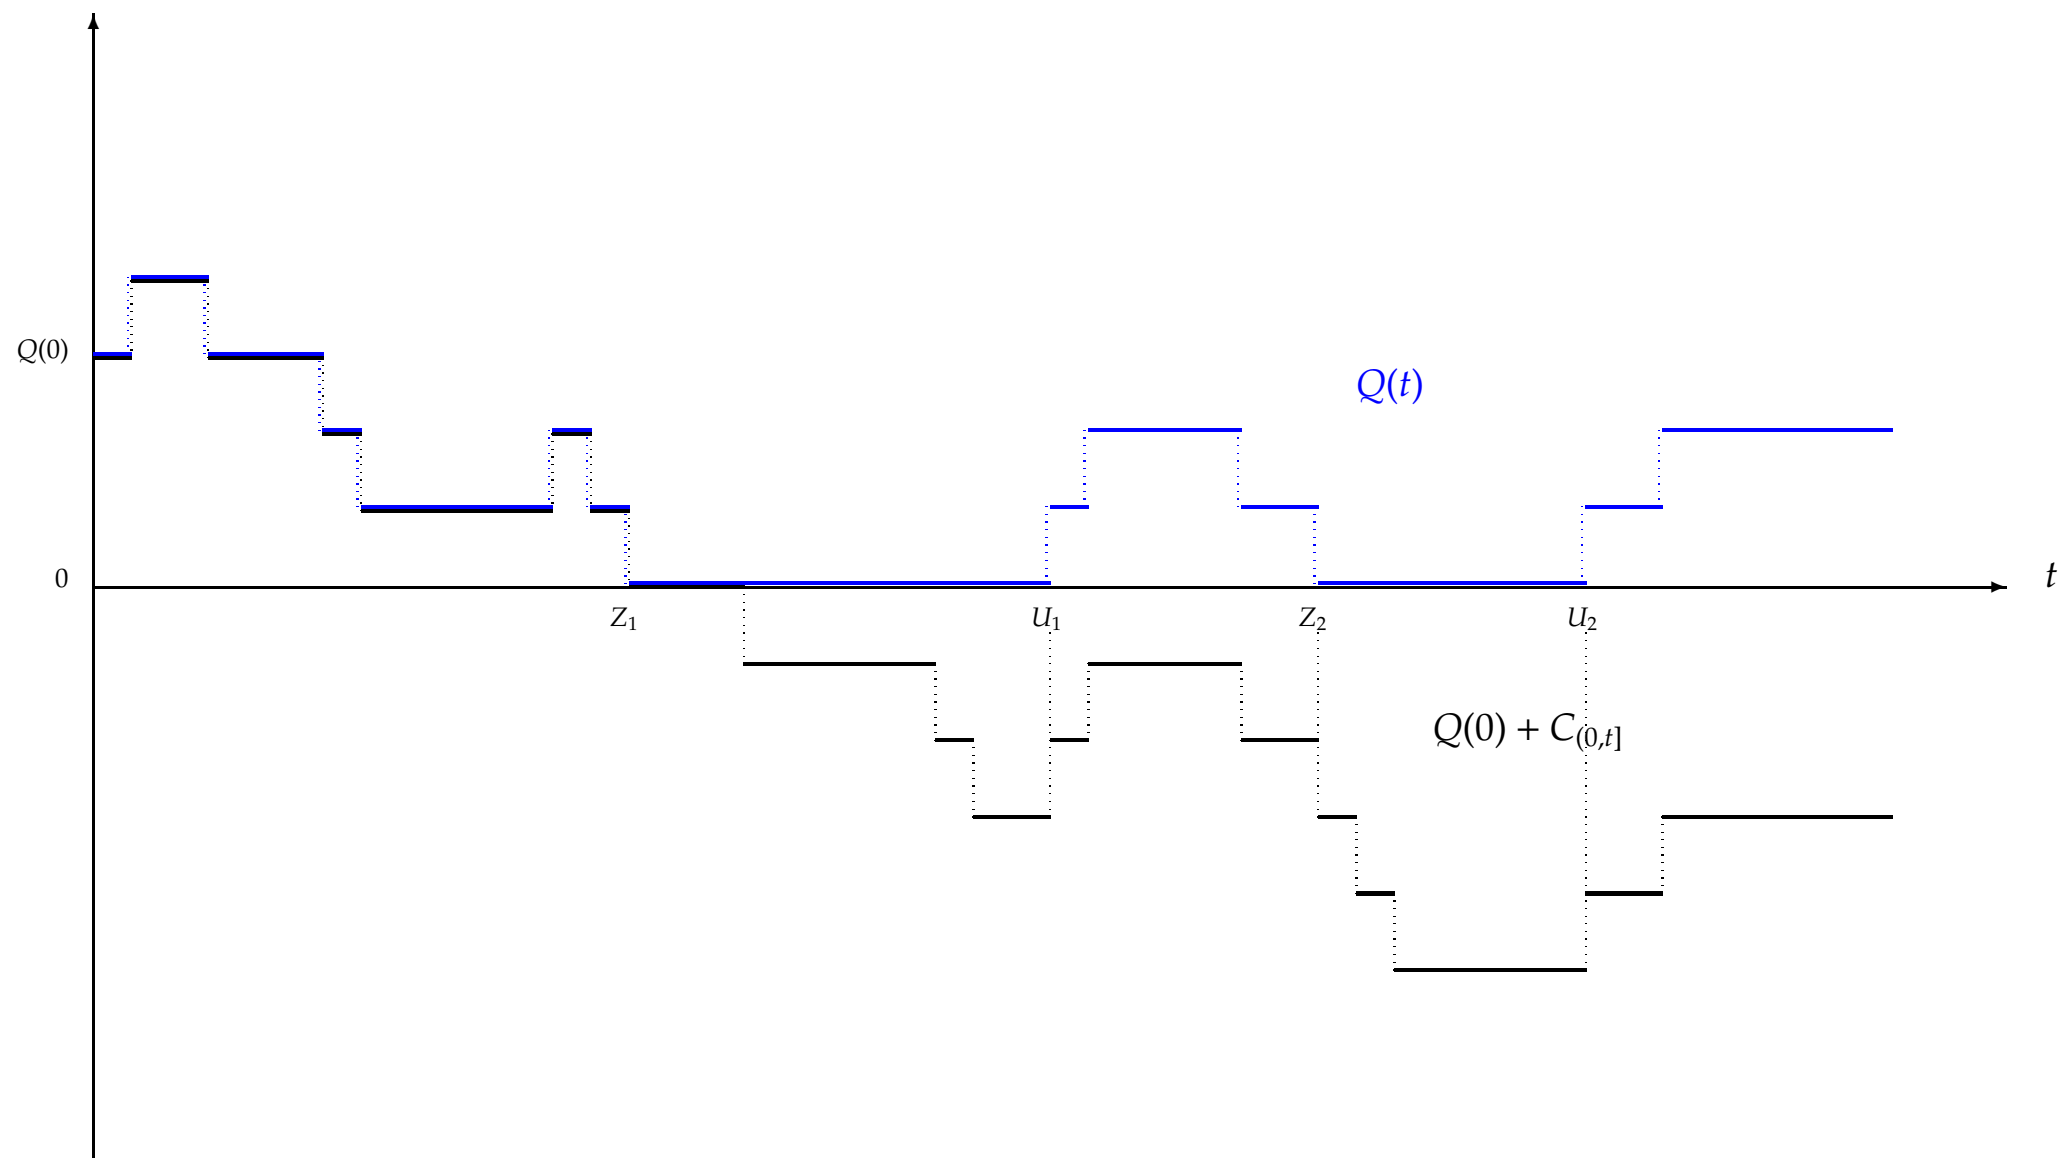 Q(0)
Q(t)
0
t
Z₁
U₁
Z₂
U₂
Q(0) + C₍₀,ₜ]